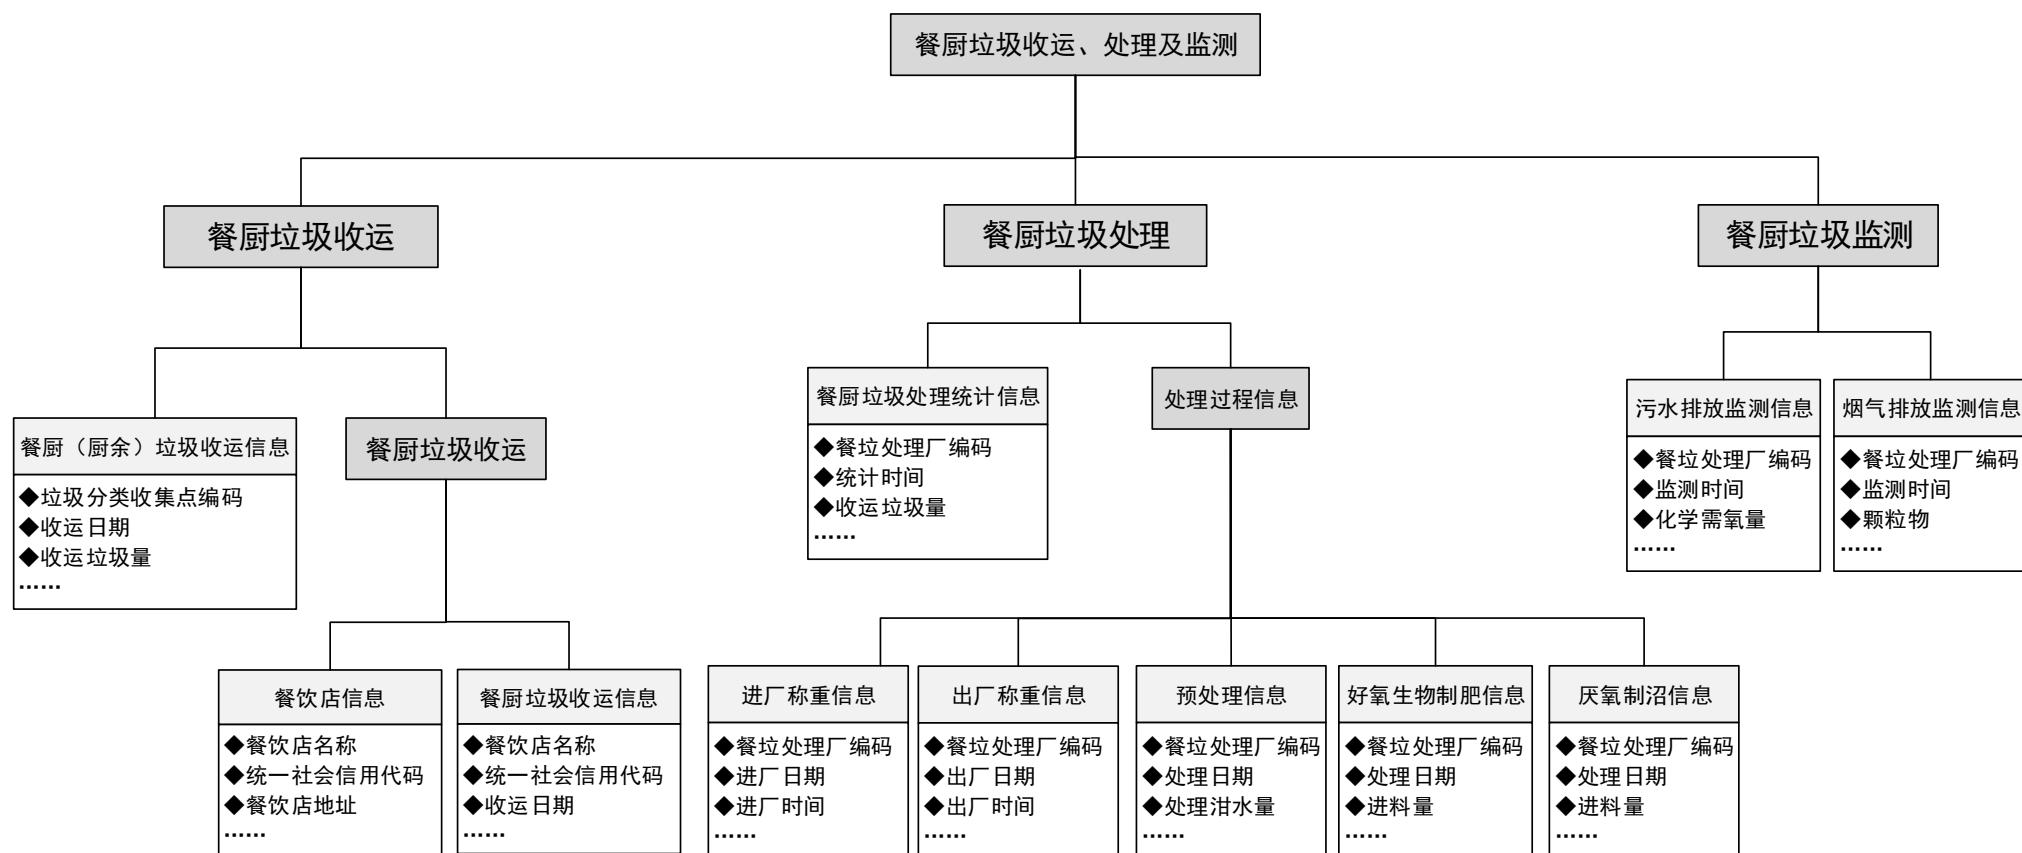 餐厨垃圾收运、处理及监测
餐厨垃圾收运
餐厨垃圾处理
餐厨垃圾监测
餐厨（厨余）垃圾收运信息
◆垃圾分类收集点编码
◆收运日期
◆收运垃圾量
……
餐厨垃圾收运
餐厨垃圾处理统计信息
◆餐垃处理厂编码
◆统计时间
◆收运垃圾量
……
处理过程信息
污水排放监测信息
◆餐垃处理厂编码
◆监测时间
◆化学需氧量
……
烟气排放监测信息
◆餐垃处理厂编码
◆监测时间
◆颗粒物
……
餐饮店信息
◆餐饮店名称
◆统一社会信用代码
◆餐饮店地址
……
餐厨垃圾收运信息
◆餐饮店名称
◆统一社会信用代码
◆收运日期
……
进厂称重信息
◆餐垃处理厂编码
◆进厂日期
◆进厂时间
……
出厂称重信息
◆餐垃处理厂编码
◆出厂日期
◆出厂时间
……
预处理信息
◆餐垃处理厂编码
◆处理日期
◆处理泔水量
……
好氧生物制肥信息
◆餐垃处理厂编码
◆处理日期
◆进料量
……
厌氧制沼信息
◆餐垃处理厂编码
◆处理日期
◆进料量
……